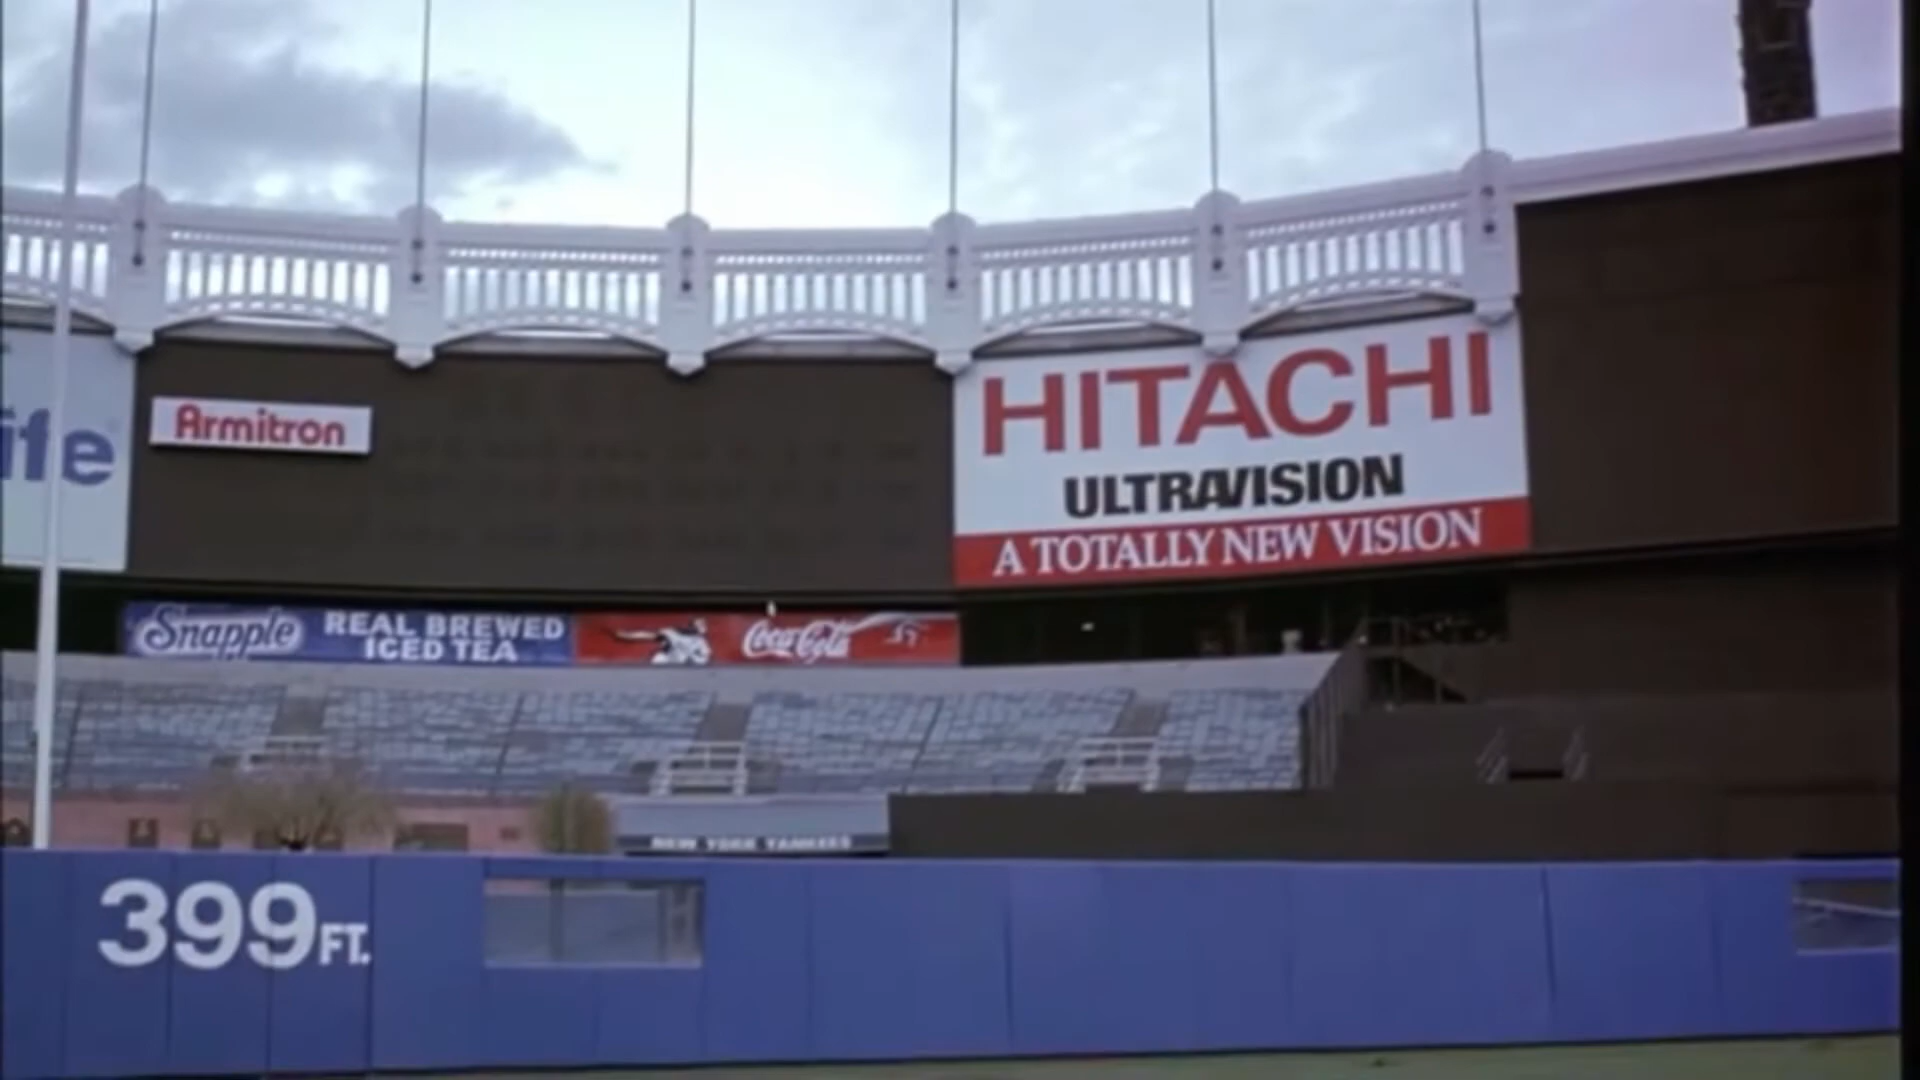 ife
Armitron
HITACHI
ULTRAVISION
A TOTALLY NEW VISION
Snapple
REAL BREWED
ICED TEA
Coca-Cola
NEW YORK YANKEES
399 FT.